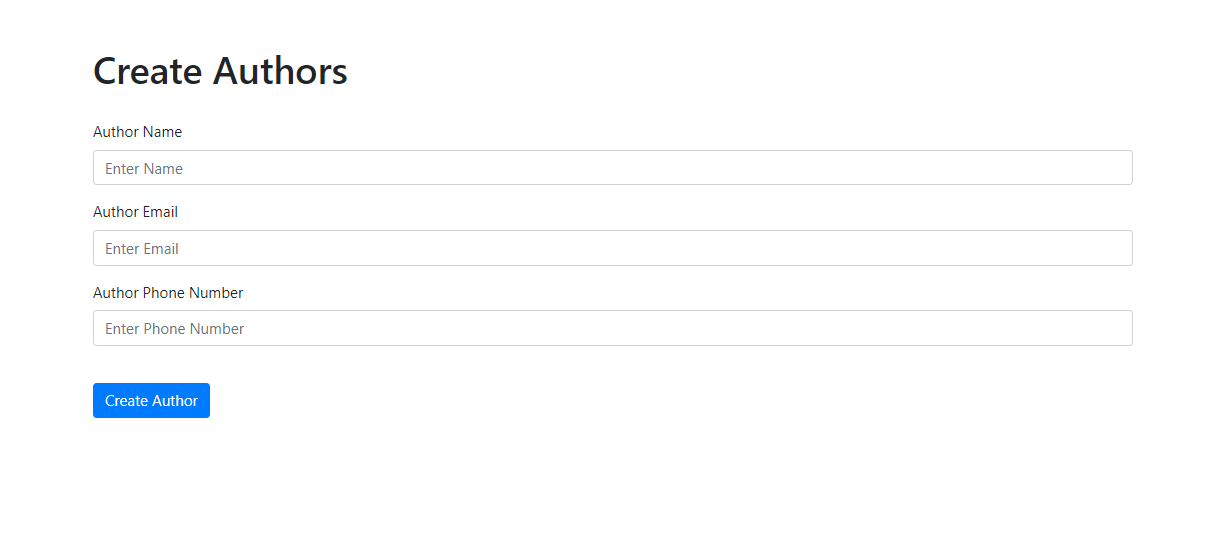 Create Authors
Author Name
Enter Name
Author Email
Enter Email
Author Phone Number
Enter Phone Number
Create Author